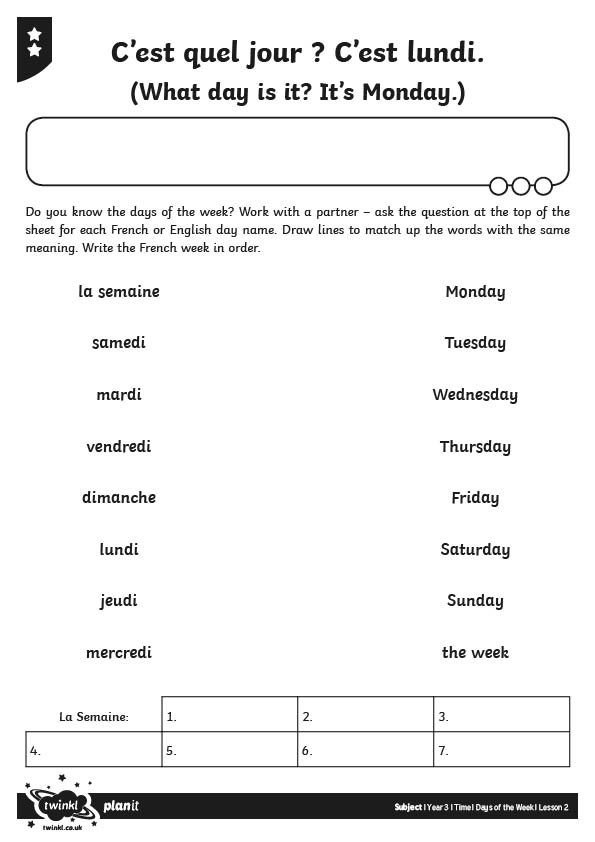 C'est quel jour ? C'est lundi.
(What day is it? It's Monday.)
Do you know the days of the week? Work with a partner – ask the question at the top of the
sheet for each French or English day name. Draw lines to match up the words with the same
meaning. Write the French week in order.
la semaine Monday
samedi Tuesday
mardi Wednesday
vendredi Thursday
dimanche Friday
lundi Saturday
jeudi Sunday
mercredi the week
La Semaine: 1. 2. 3.
4. 5. 6. 7.
twinkl planit
twinkl.co.uk
Subject | Year 3 | Time | Days of the Week | Lesson 2